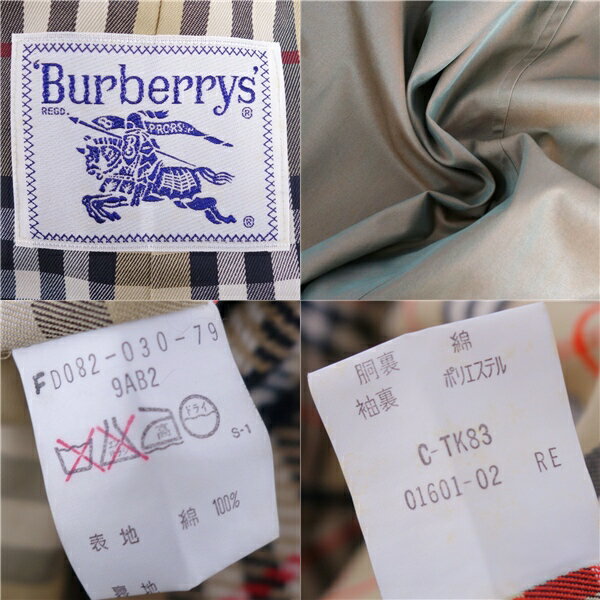 'Burberrys'
REGD.
®
PRORSUM
®
FD082-030-79
9AB2
高
ドライ
S-1
表地 綿 100%
裏地
胴裏 綿
袖裏 ポリエステル
C-TK83
01601-02 RE